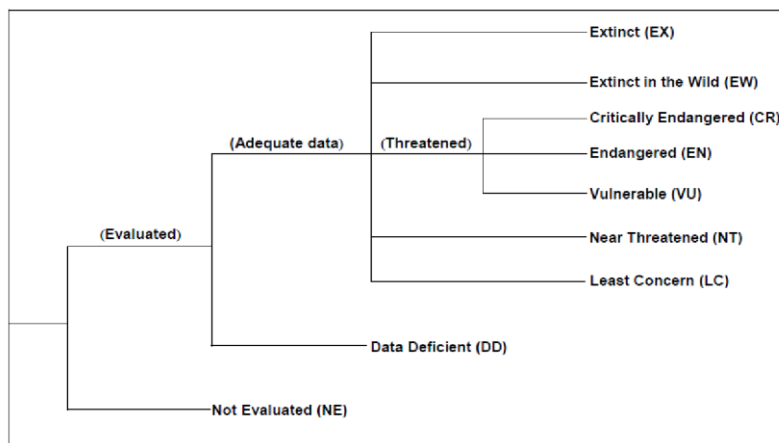 Extinct (EX)
Extinct in the Wild (EW)
Critically Endangered (CR)
(Adequate data)
(Threatened)
Endangered (EN)
Vulnerable (VU)
(Evaluated)
Near Threatened (NT)
Least Concern (LC)
Data Deficient (DD)
Not Evaluated (NE)